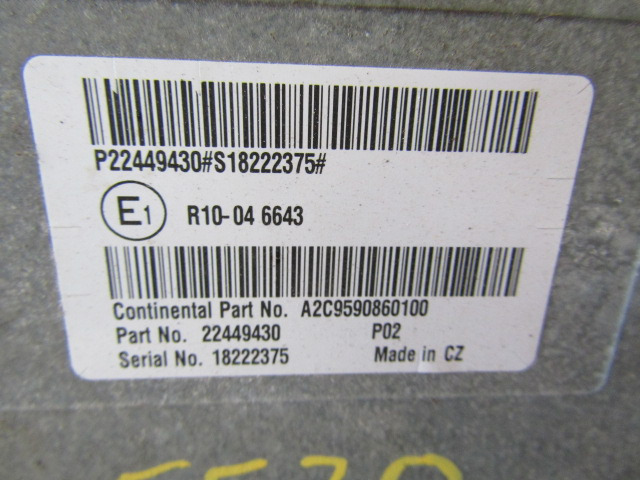 P22449430#S18222375#
E1 R10-04 6643
Continental Part No. A2C9590860100
Part No. 22449430 P02
Serial No. 18222375 Made in CZ